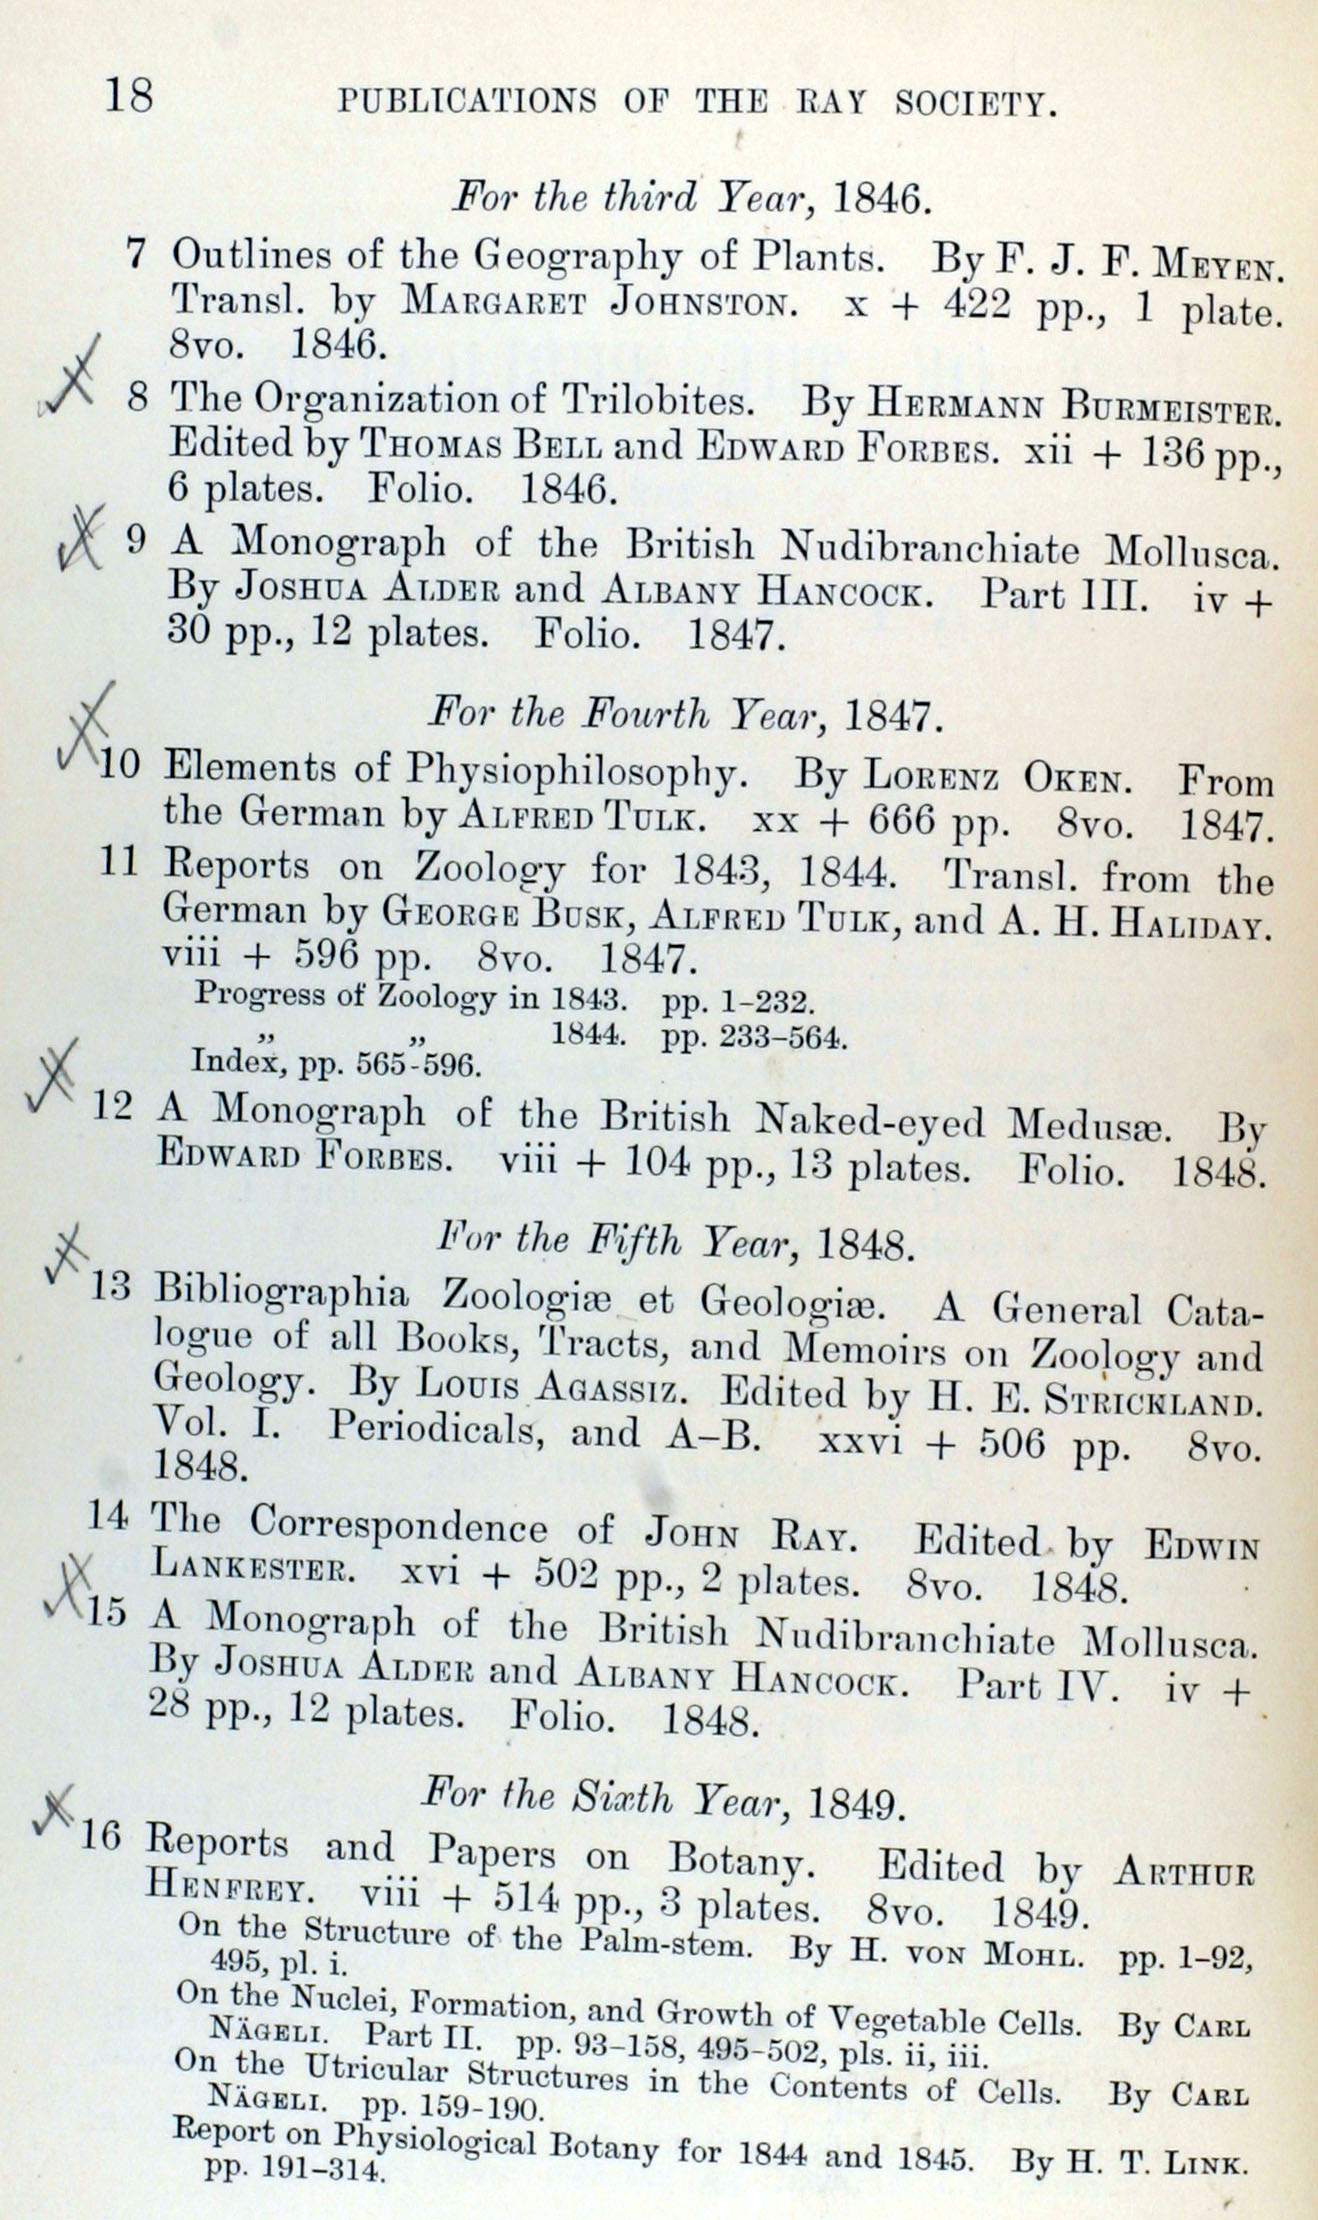 18 PUBLICATIONS OF THE RAY SOCIETY.
For the third Year, 1846.
7 Outlines of the Geography of Plants. By F. J. F. MEYEN.
Transl. by MARGARET JOHNSTON. x + 422 pp., 1 plate.
8vo. 1846.
8 The Organization of Trilobites. By HERMANN BURMEISTER.
Edited by THOMAS BELL and EDWARD FORBES. xii + 136 pp.,
6 plates. Folio. 1846.
9 A Monograph of the British Nudibranchiate Mollusca.
By JOSHUA ALDER and ALBANY HANCOCK. Part III. iv +
30 pp., 12 plates. Folio. 1847.
For the Fourth Year, 1847.
10 Elements of Physiophilosophy. By LORENZ OKEN. From
the German by ALFRED TULK. xx + 666 pp. 8vo. 1847.
11 Reports on Zoology for 1843, 1844. Transl. from the
German by GEORGE BUSK, ALFRED TULK, and A. H. HALIDAY.
viii + 596 pp. 8vo. 1847.
Progress of Zoology in 1843. pp. 1–232.
„ „ 1844. pp. 233–564.
Index, pp. 565-596.
12 A Monograph of the British Naked-eyed Medusæ. By
EDWARD FORBES. viii + 104 pp., 13 plates. Folio. 1848.
For the Fifth Year, 1848.
13 Bibliographia Zoologiæ et Geologiæ. A General Cata-
logue of all Books, Tracts, and Memoirs on Zoology and
Geology. By LOUIS AGASSIZ. Edited by H. E. STRICKLAND.
Vol. I. Periodicals, and A–B. xxvi + 506 pp. 8vo.
1848.
14 The Correspondence of JOHN RAY. Edited by EDWIN
LANKESTER. xvi + 502 pp., 2 plates. 8vo. 1848.
15 A Monograph of the British Nudibranchiate Mollusca.
By JOSHUA ALDER and ALBANY HANCOCK. Part IV. iv +
28 pp., 12 plates. Folio. 1848.
For the Sixth Year, 1849.
16 Reports and Papers on Botany. Edited by ARTHUR
HENFREY. viii + 514 pp., 3 plates. 8vo. 1849.
On the Structure of the Palm-stem. By H. VON MOHL. pp. 1–92,
495, pl. i.
On the Nuclei, Formation, and Growth of Vegetable Cells. By CARL
NÄGELI. Part II. pp. 93–158, 495–502, pls. ii, iii.
On the Utricular Structures in the Contents of Cells. By CARL
NÄGELI. pp. 159-190.
Report on Physiological Botany for 1844 and 1845. By H. T. LINK.
pp. 191–314.